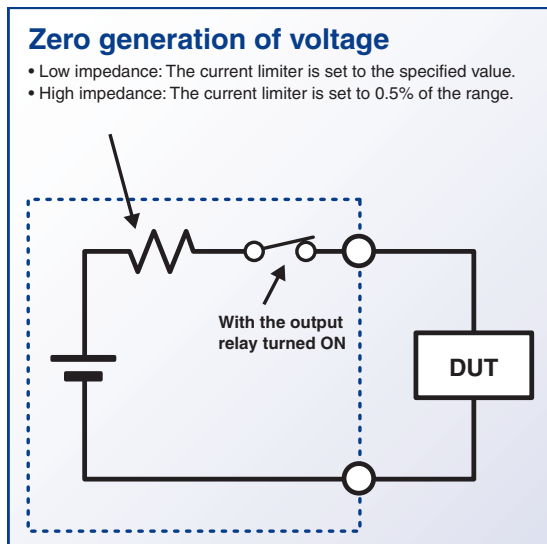 Zero generation of voltage
• Low impedance: The current limiter is set to the specified value.
• High impedance: The current limiter is set to 0.5% of the range.
With the output
relay turned ON
DUT